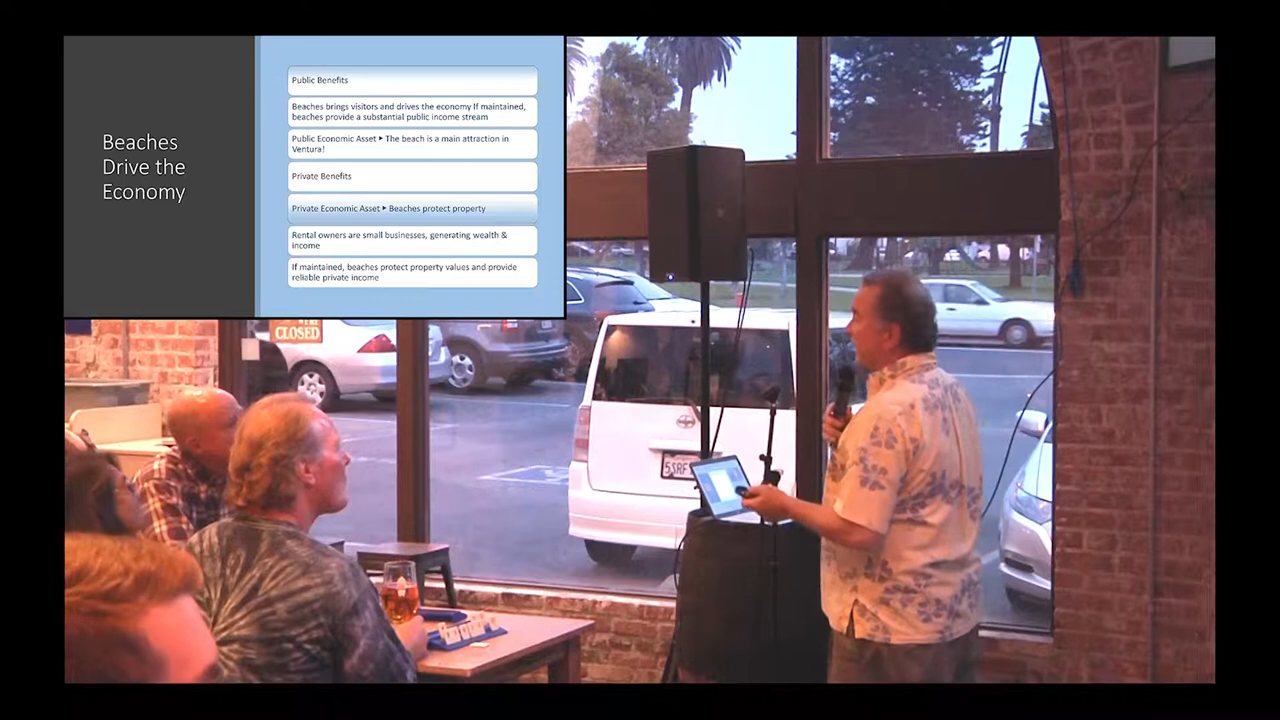 Beaches
Drive the
Economy
Public Benefits
Beaches brings visitors and drives the economy If maintained,
beaches provide a substantial public income stream
Public Economic Asset ▸ The beach is a main attraction in
Ventura!
Private Benefits
Private Economic Asset ▸ Beaches protect property
Rental owners are small businesses, generating wealth &
income
If maintained, beaches protect property values and provide
reliable private income
CLOSED